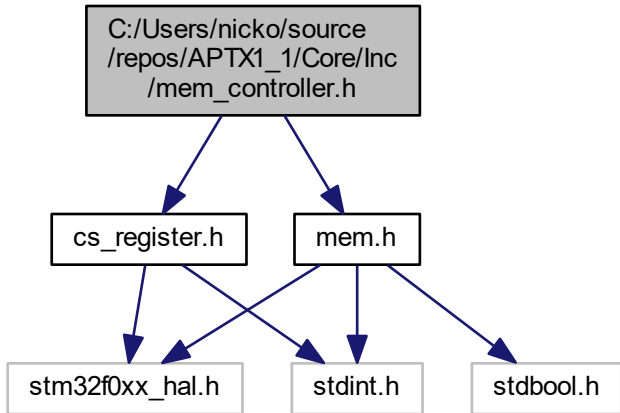 C:/Users/nicko/source
/repos/APTX1_1/Core/Inc
/mem_controller.h
cs_register.h
mem.h
stm32f0xx_hal.h
stdint.h
stdbool.h